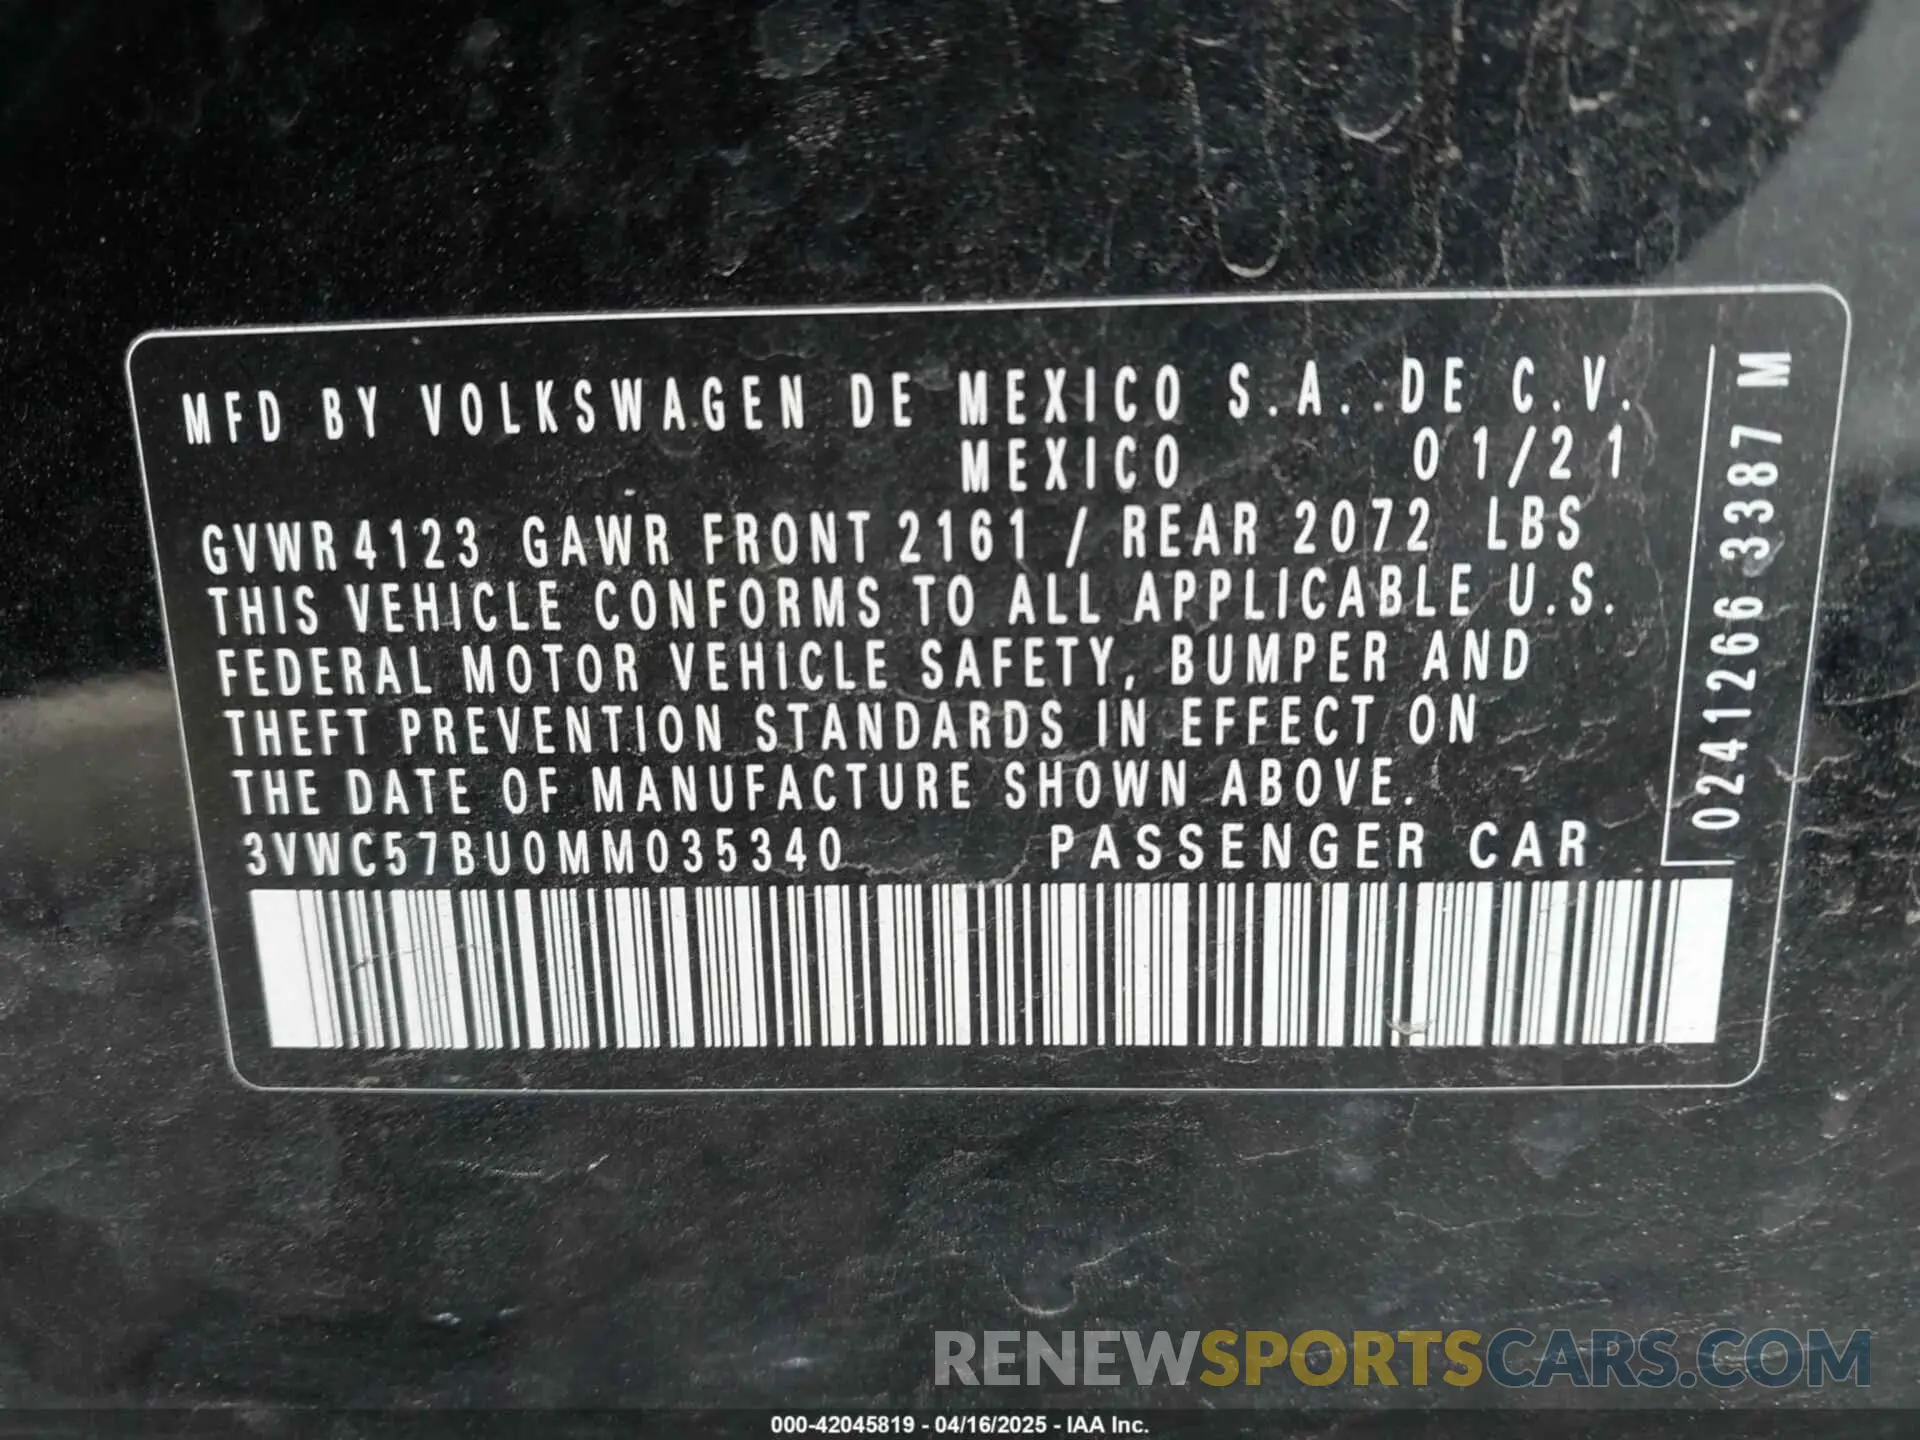 MFD BY VOLKSWAGEN DE MEXICO S.A. DE C.V.
MEXICO 01/21
GVWR 4123 GAWR FRONT 2161 / REAR 2072 LBS
THIS VEHICLE CONFORMS TO ALL APPLICABLE U.S.
FEDERAL MOTOR VEHICLE SAFETY, BUMPER AND
THEFT PREVENTION STANDARDS IN EFFECT ON
THE DATE OF MANUFACTURE SHOWN ABOVE.
3VWC57BU0MM035340 PASSENGER CAR
0241266 3387 M
RENEWSPORTSCARS.COM
000-42045819 - 04/16/2025 - IAA Inc.